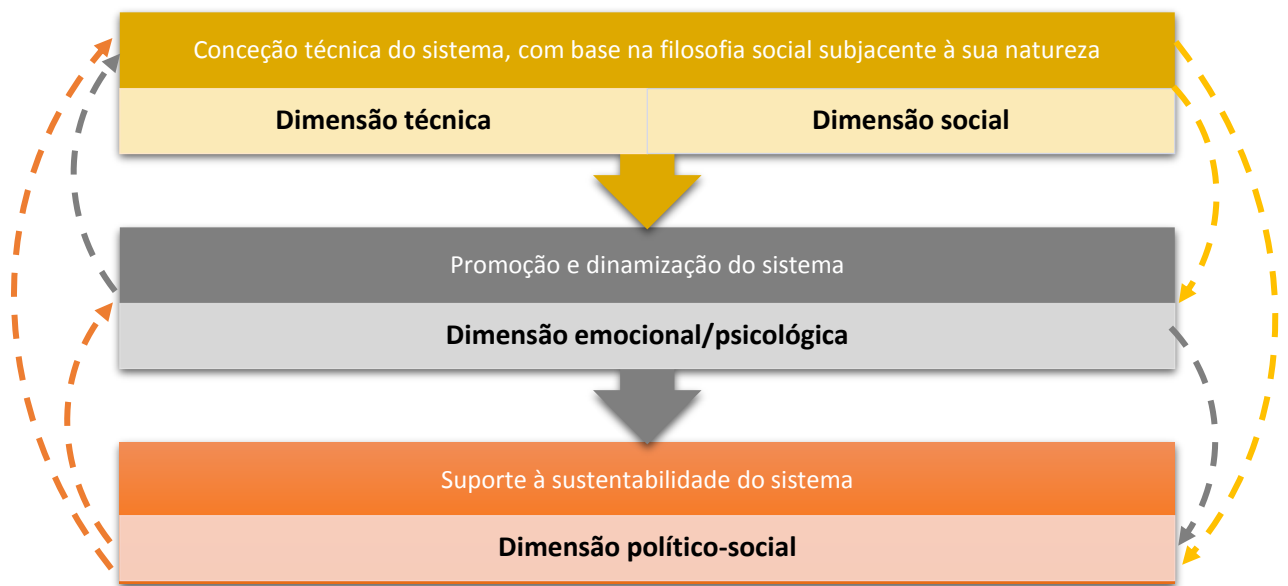 Conceção técnica do sistema, com base na filosofia social subjacente à sua natureza
Dimensão técnica
Dimensão social
Promoção e dinamização do sistema
Dimensão emocional/psicológica
Suporte à sustentabilidade do sistema
Dimensão político-social